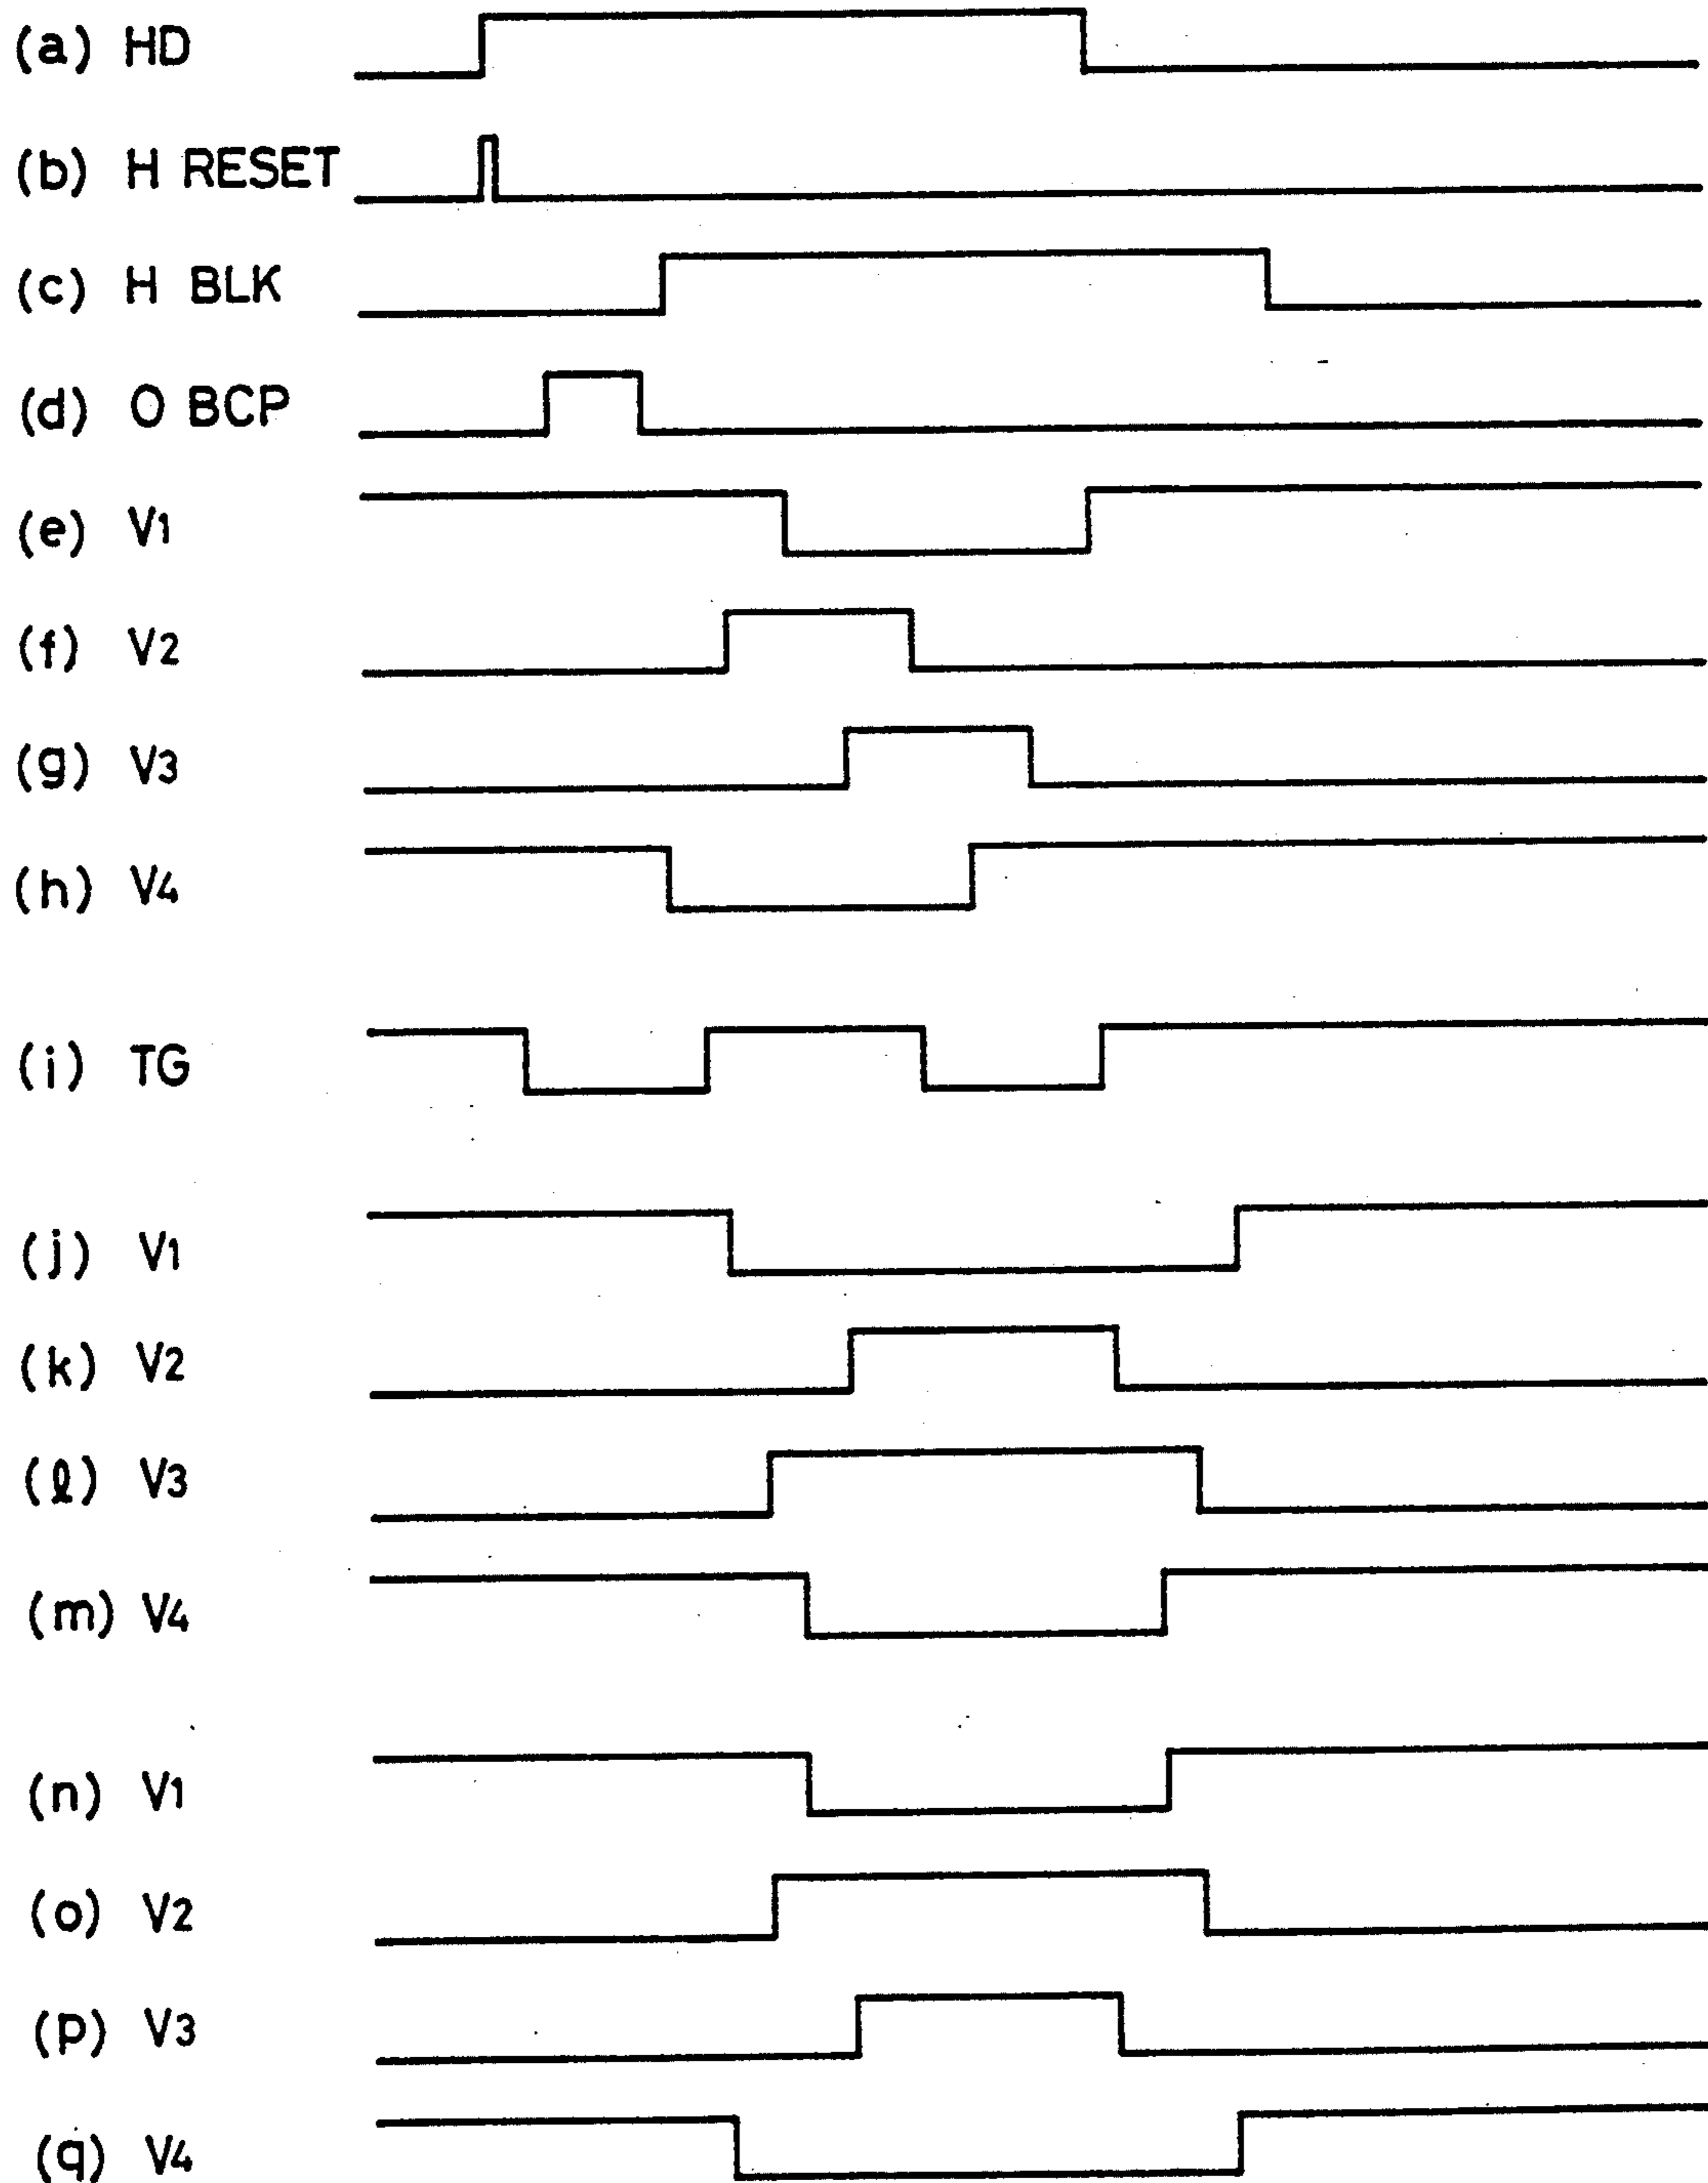 (a) HD
(b) H RESET
(c) H BLK
(d) O BCP
(e) V1
(f) V2
(g) V3
(h) V4
(i) TG
(j) V1
(k) V2
(ℓ) V3
(m) V4
(n) V1
(o) V2
(p) V3
(q) V4